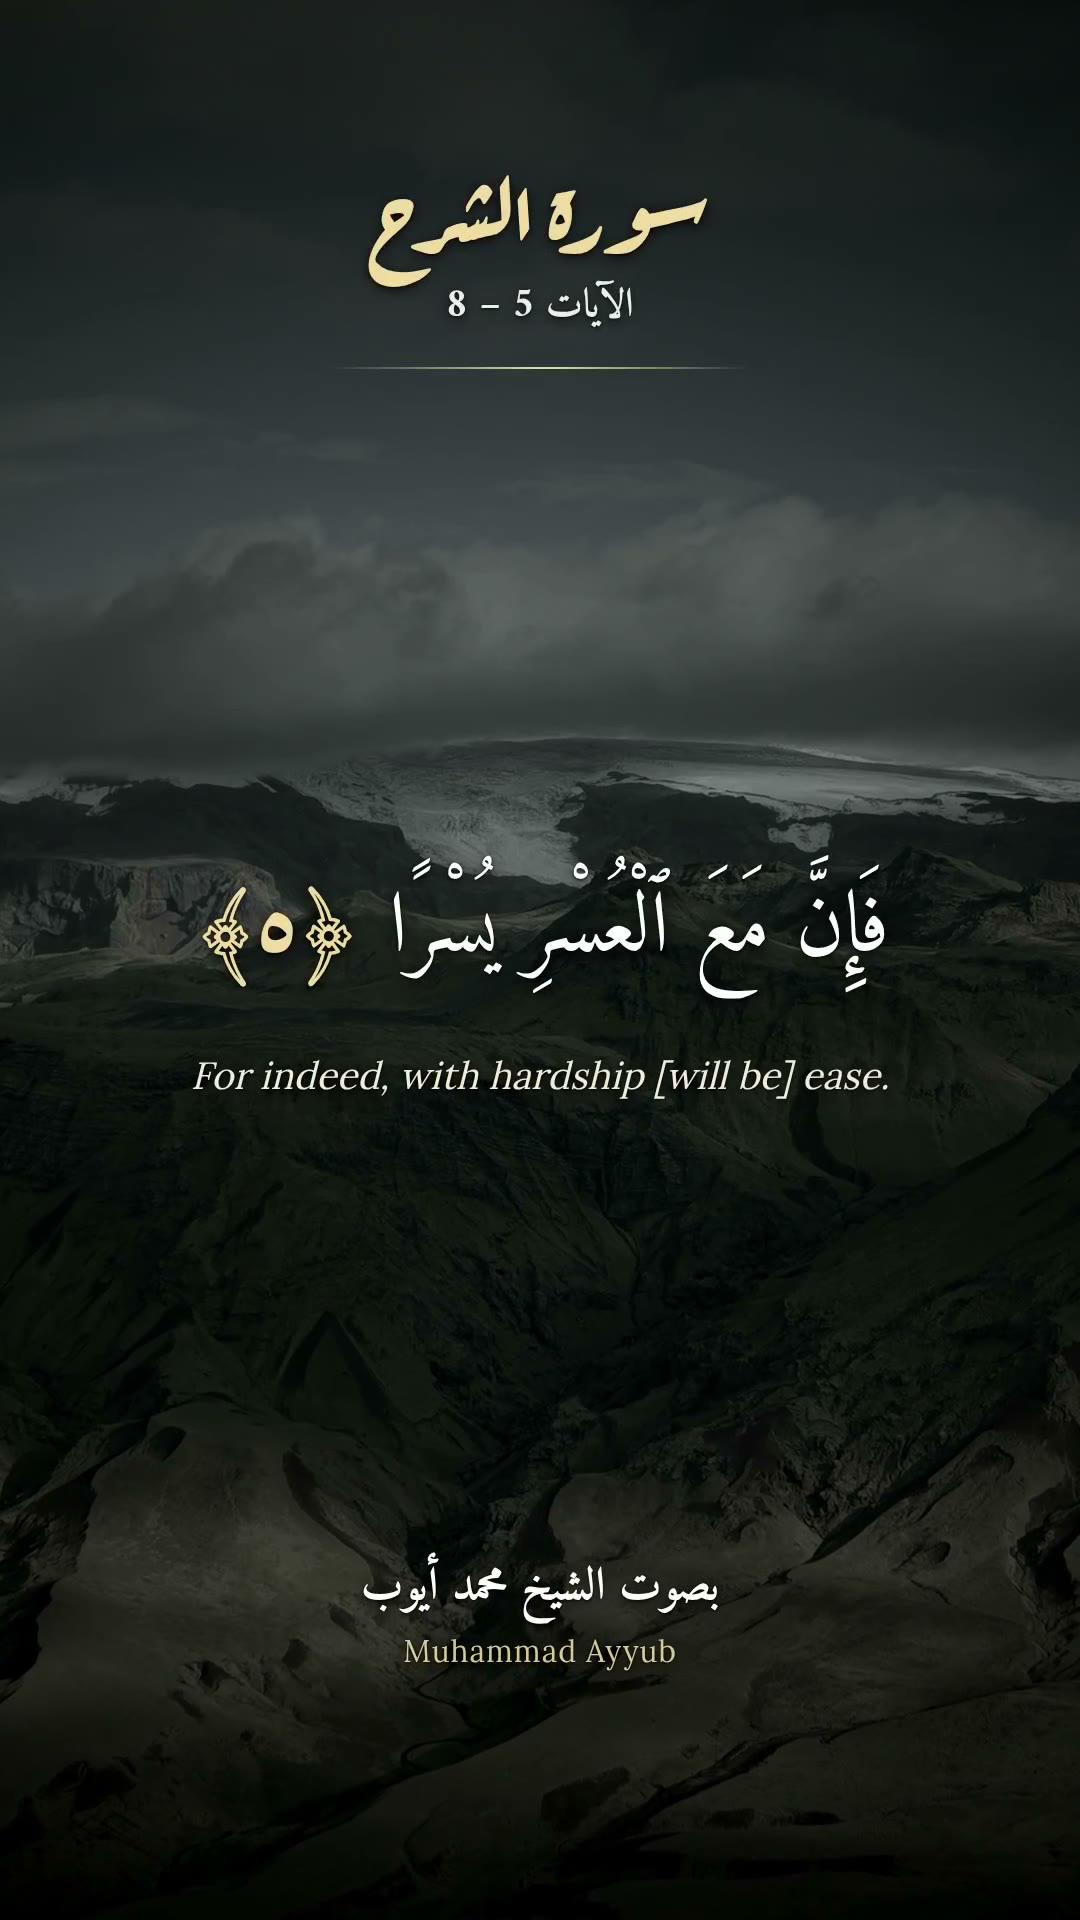 سورة الشرح
الآيات 5 – 8
فَإِنَّ مَعَ ٱلْعُسْرِ يُسْرًا ﴿٥﴾
For indeed, with hardship [will be] ease.
بصوت الشيخ محمد أيوب
Muhammad Ayyub